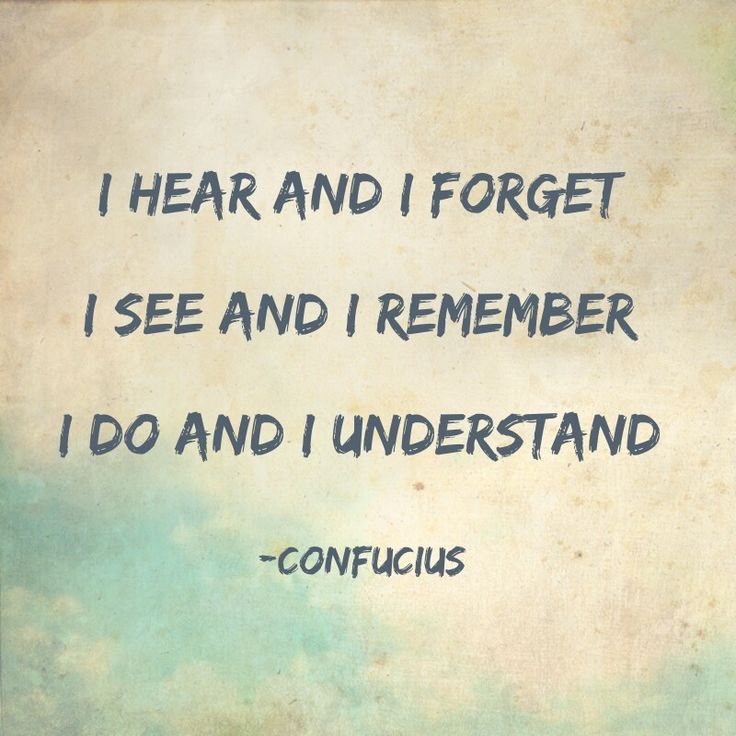 I HEAR AND I FORGET
I SEE AND I REMEMBER
I DO AND I UNDERSTAND
-CONFUCIUS